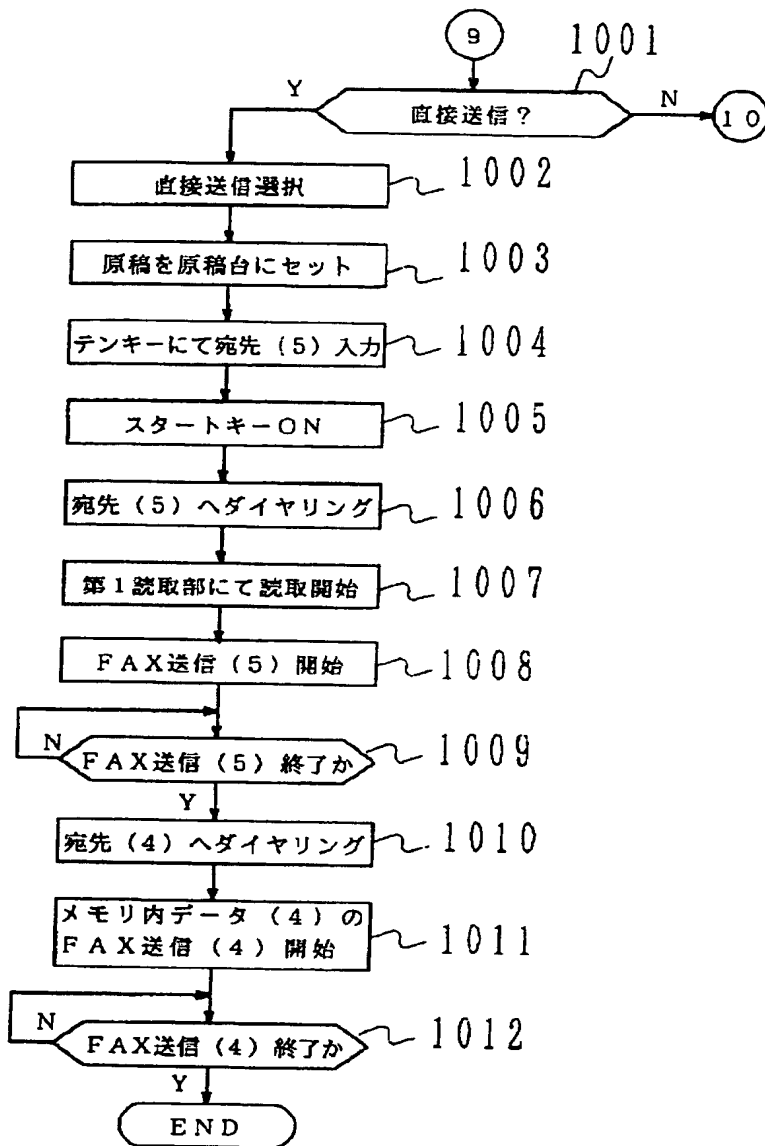 9
1001
Y
直接送信?
N
10
直接送信選択
1002
原稿を原稿台にセット
1003
テンキーにて宛先(5)入力
1004
スタートキーON
1005
宛先(5)へダイヤリング
1006
第1読取部にて読取開始
1007
FAX送信(5)開始
1008
N
FAX送信(5)終了か
1009
Y
宛先(4)へダイヤリング
1010
メモリ内データ(4)の
FAX送信(4)開始
1011
N
FAX送信(4)終了か
1012
Y
END